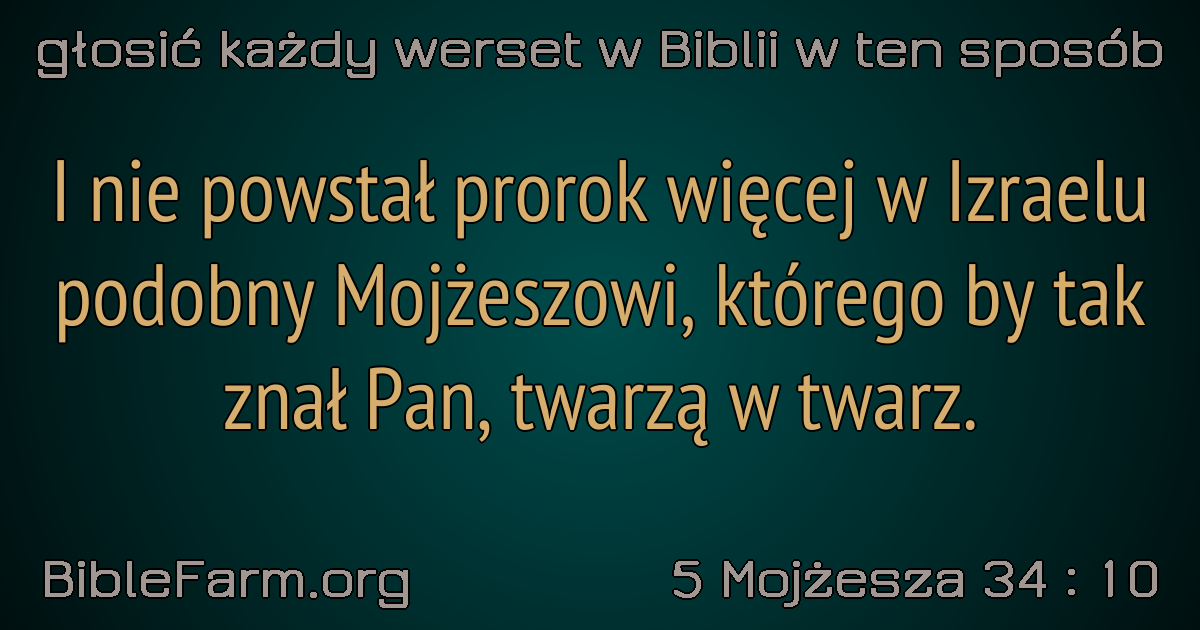 głosić każdy werset w Biblii w ten sposób
I nie powstał prorok więcej w Izraelu
podobny Mojżeszowi, którego by tak
znał Pan, twarzą w twarz.
BibleFarm.org
5 Mojżesza 34 : 10